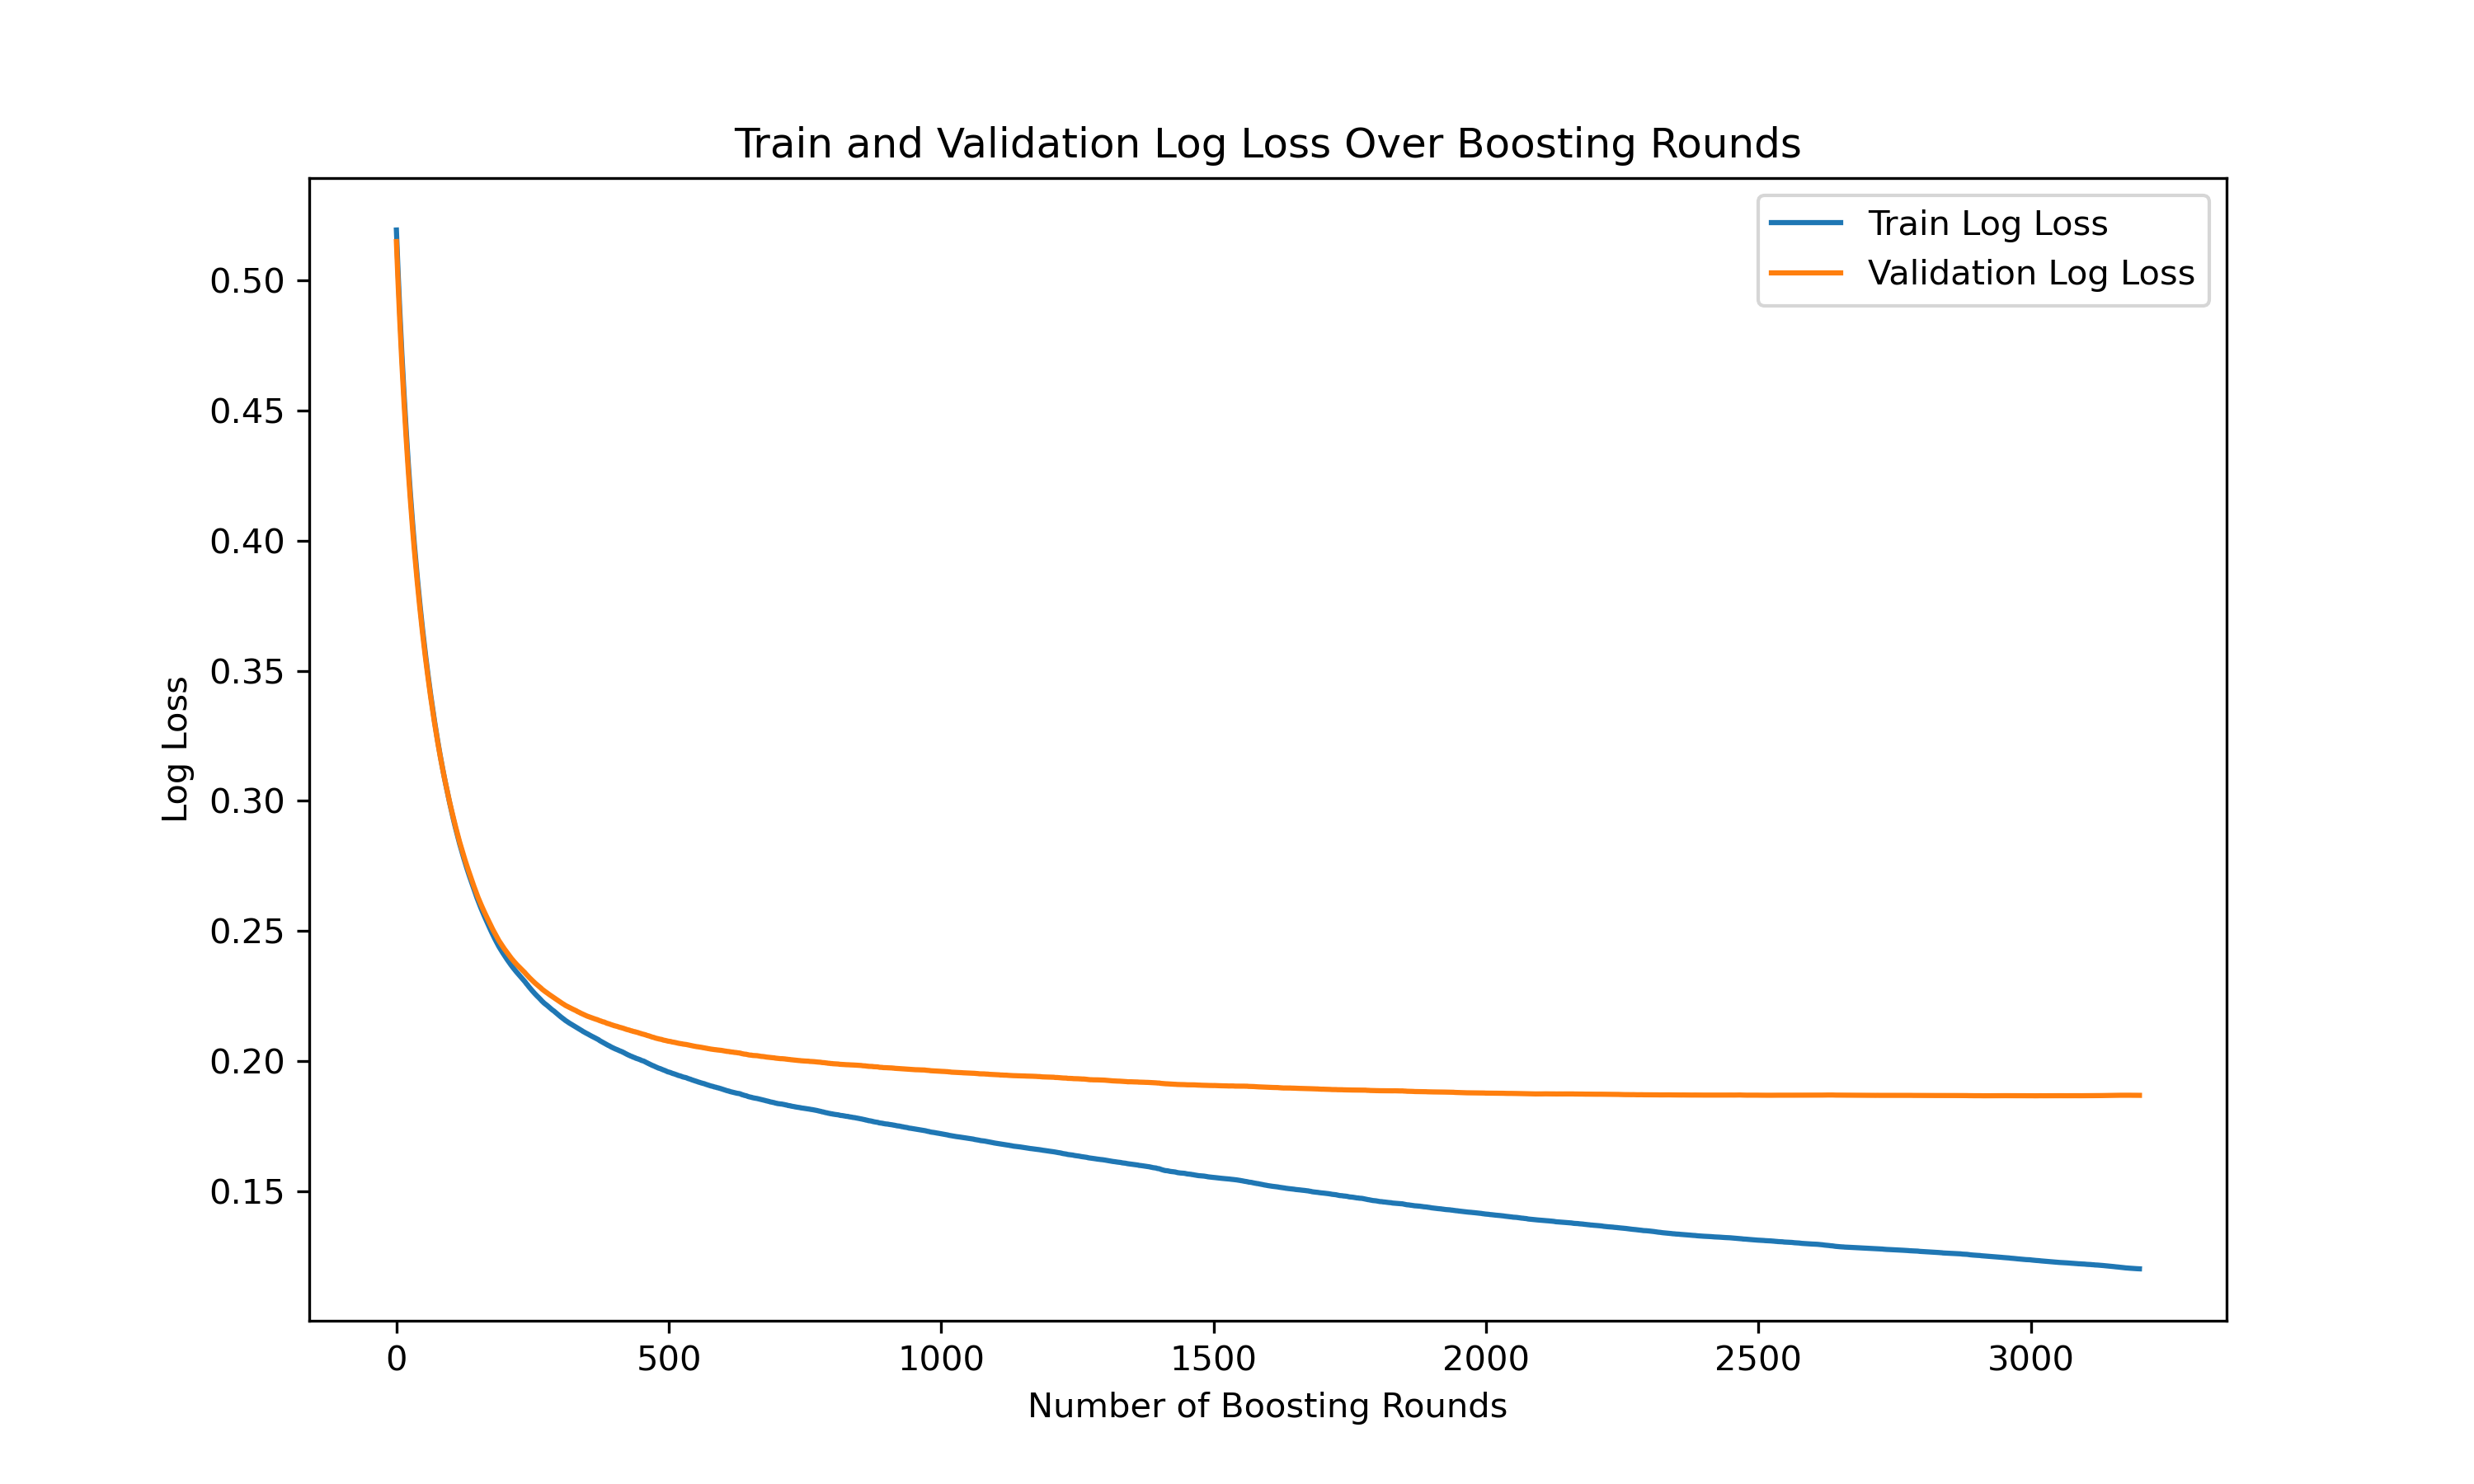 Train and Validation Log Loss Over Boosting Rounds
Train Log Loss
Validation Log Loss
Log Loss
0.50
0.45
0.40
0.35
0.30
0.25
0.20
0.15
0 500 1000 1500 2000 2500 3000
Number of Boosting Rounds